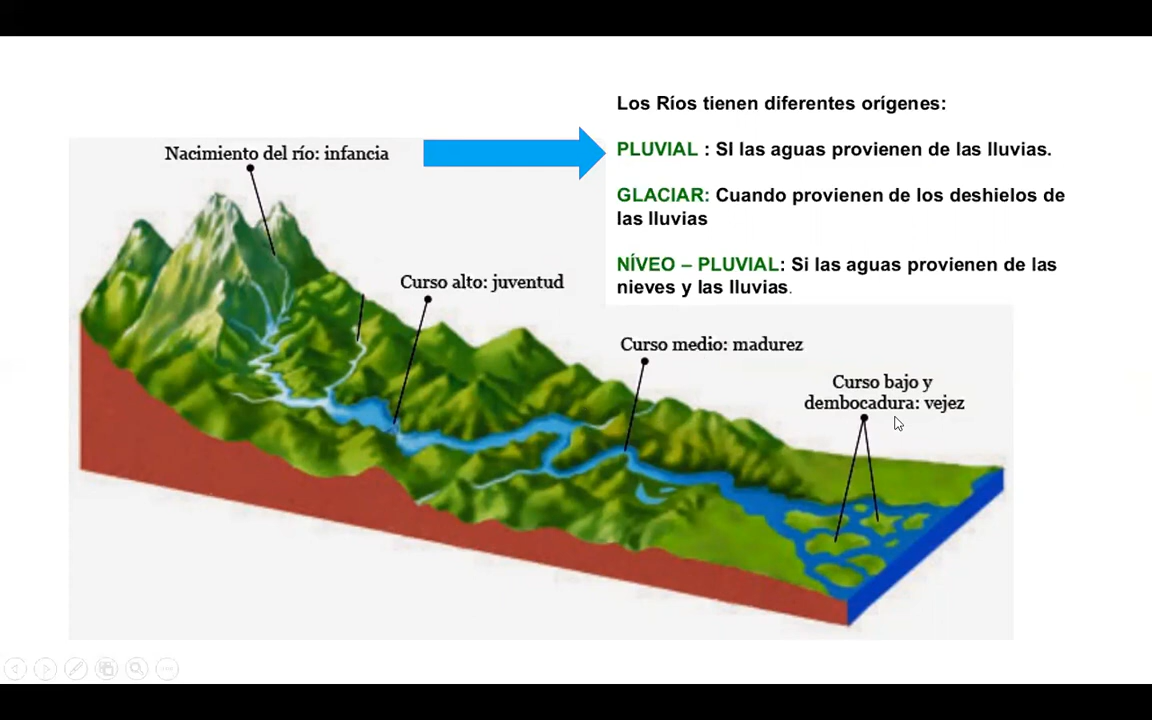 Los Ríos tienen diferentes orígenes:
Nacimiento del río: infancia
PLUVIAL : SI las aguas provienen de las lluvias.
GLACIAR: Cuando provienen de los deshielos de
las lluvias
NÍVEO – PLUVIAL: Si las aguas provienen de las
nieves y las lluvias.
Curso alto: juventud
Curso medio: madurez
Curso bajo y
dembocadura: vejez